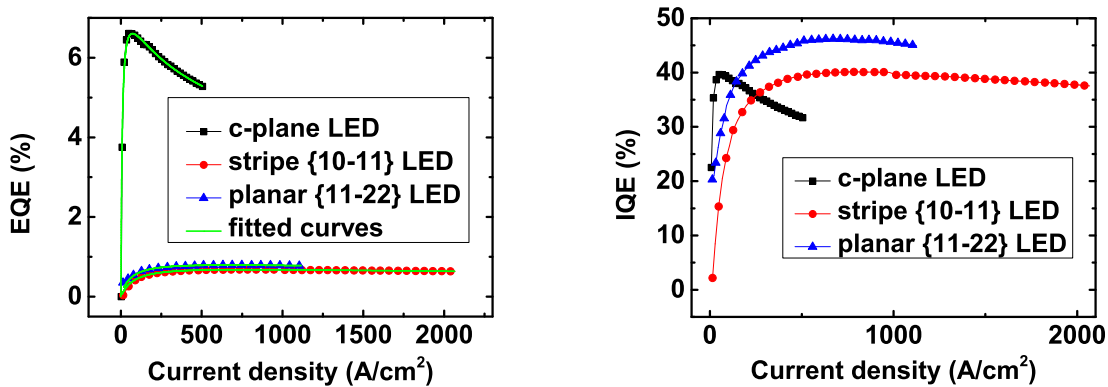 EQE (%)
6
4
2
0
c-plane LED
stripe {10-11} LED
planar {11-22} LED
fitted curves
0 500 1000 1500 2000
Current density (A/cm²)
IQE (%)
50
40
30
20
10
0
c-plane LED
stripe {10-11} LED
planar {11-22} LED
0 1000 2000
Current density (A/cm²)